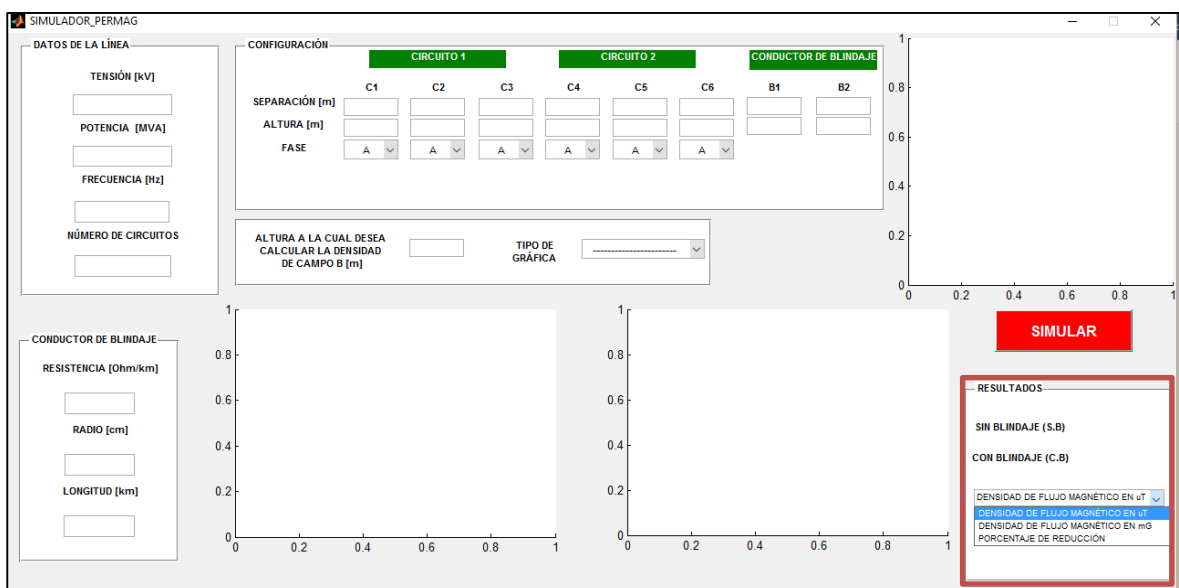 SIMULADOR_PERMAG
DATOS DE LA LÍNEA
TENSIÓN [kV]
POTENCIA [MVA]
FRECUENCIA [Hz]
NÚMERO DE CIRCUITOS
CONFIGURACIÓN
CIRCUITO 1 CIRCUITO 2 CONDUCTOR DE BLINDAJE
C1 C2 C3 C4 C5 C6 B1 B2
SEPARACIÓN [m]
ALTURA [m]
FASE A A A A A A
ALTURA A LA CUAL DESEA
CALCULAR LA DENSIDAD
DE CAMPO B [m]
TIPO DE
GRÁFICA
-----------------------
1
0.8
0.6
0.4
0.2
0
0 0.2 0.4 0.6 0.8 1
CONDUCTOR DE BLINDAJE
RESISTENCIA [Ohm/km]
RADIO [cm]
LONGITUD [km]
1
0.8
0.6
0.4
0.2
0
0 0.2 0.4 0.6 0.8 1
1
0.8
0.6
0.4
0.2
0
0 0.2 0.4 0.6 0.8 1
SIMULAR
RESULTADOS
SIN BLINDAJE (S.B)
CON BLINDAJE (C.B)
DENSIDAD DE FLUJO MAGNÉTICO EN uT
DENSIDAD DE FLUJO MAGNÉTICO EN uT
DENSIDAD DE FLUJO MAGNÉTICO EN mG
PORCENTAJE DE REDUCCIÓN